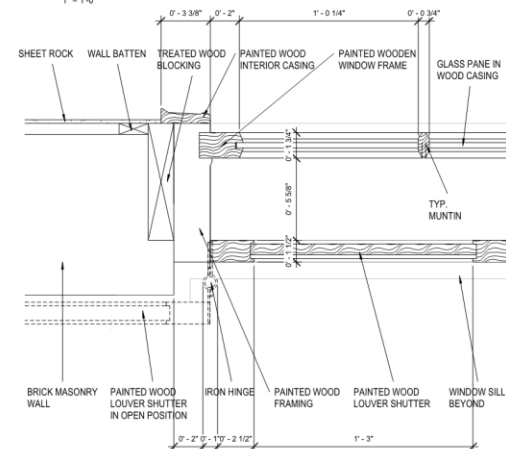 1" = 1'-0"
0' - 3 3/8"
0' - 2"
1' - 0 1/4"
0' - 0 3/4"
SHEET ROCK
WALL BATTEN
TREATED WOOD
BLOCKING
PAINTED WOOD
INTERIOR CASING
PAINTED WOODEN
WINDOW FRAME
GLASS PANE IN
WOOD CASING
0' - 1 3/4"
0' - 5 5/8"
0' - 1 1/2"
TYP.
MUNTIN
BRICK MASONRY
WALL
PAINTED WOOD
LOUVER SHUTTER
IN OPEN POSITION
IRON HINGE
PAINTED WOOD
FRAMING
PAINTED WOOD
LOUVER SHUTTER
WINDOW SILL
BEYOND
0' - 2"
0' - 1"
0' - 2 1/2"
1' - 3"